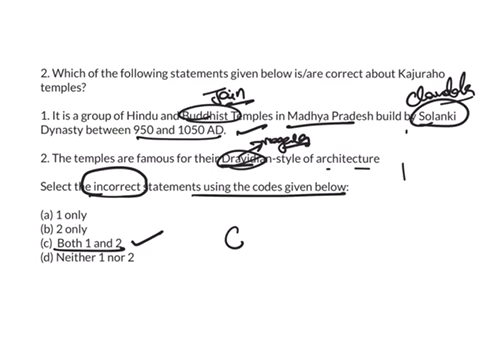 2. Which of the following statements given below is/are correct about Kajuraho
temples?
Jain
Chandela
1. It is a group of Hindu and Buddhist Temples in Madhya Pradesh build by Solanki
Dynasty between 950 and 1050 AD.
nagara
2. The temples are famous for their Dravidian-style of architecture
Select the incorrect statements using the codes given below:
(a) 1 only
(b) 2 only
(c) Both 1 and 2
C
(d) Neither 1 nor 2